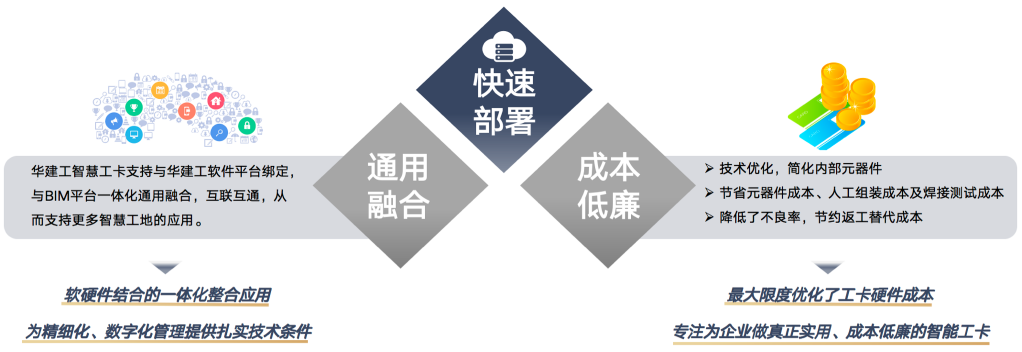 快速
部署
通用
融合
成本
低廉
华建工智慧工卡支持与华建工软件平台绑定，
与BIM平台一体化通用融合，互联互通，从
而支持更多智慧工地的应用。
软硬件结合的一体化整合应用
为精细化、数字化管理提供扎实技术条件
➢ 技术优化，简化内部元器件
➢ 节省元器件成本、人工组装成本及焊接测试成本
➢ 降低了不良率，节约返工替代成本
最大限度优化了工卡硬件成本
专注为企业做真正实用、成本低廉的智能工卡